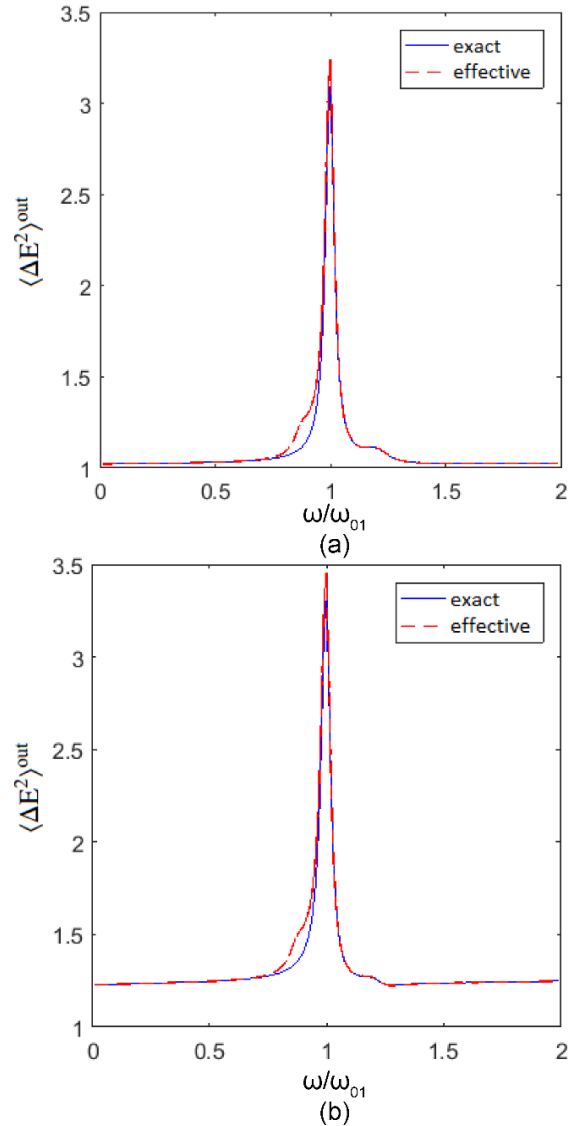 3.5
exact
effective
3
2.5
⟨ΔE²⟩ᵒᵘᵗ
2
1.5
1
0 0.5 1 1.5 2
ω/ω₀₁
(a)
3.5
exact
effective
3
2.5
⟨ΔE²⟩ᵒᵘᵗ
2
1.5
1
0 0.5 1 1.5 2
ω/ω₀₁
(b)